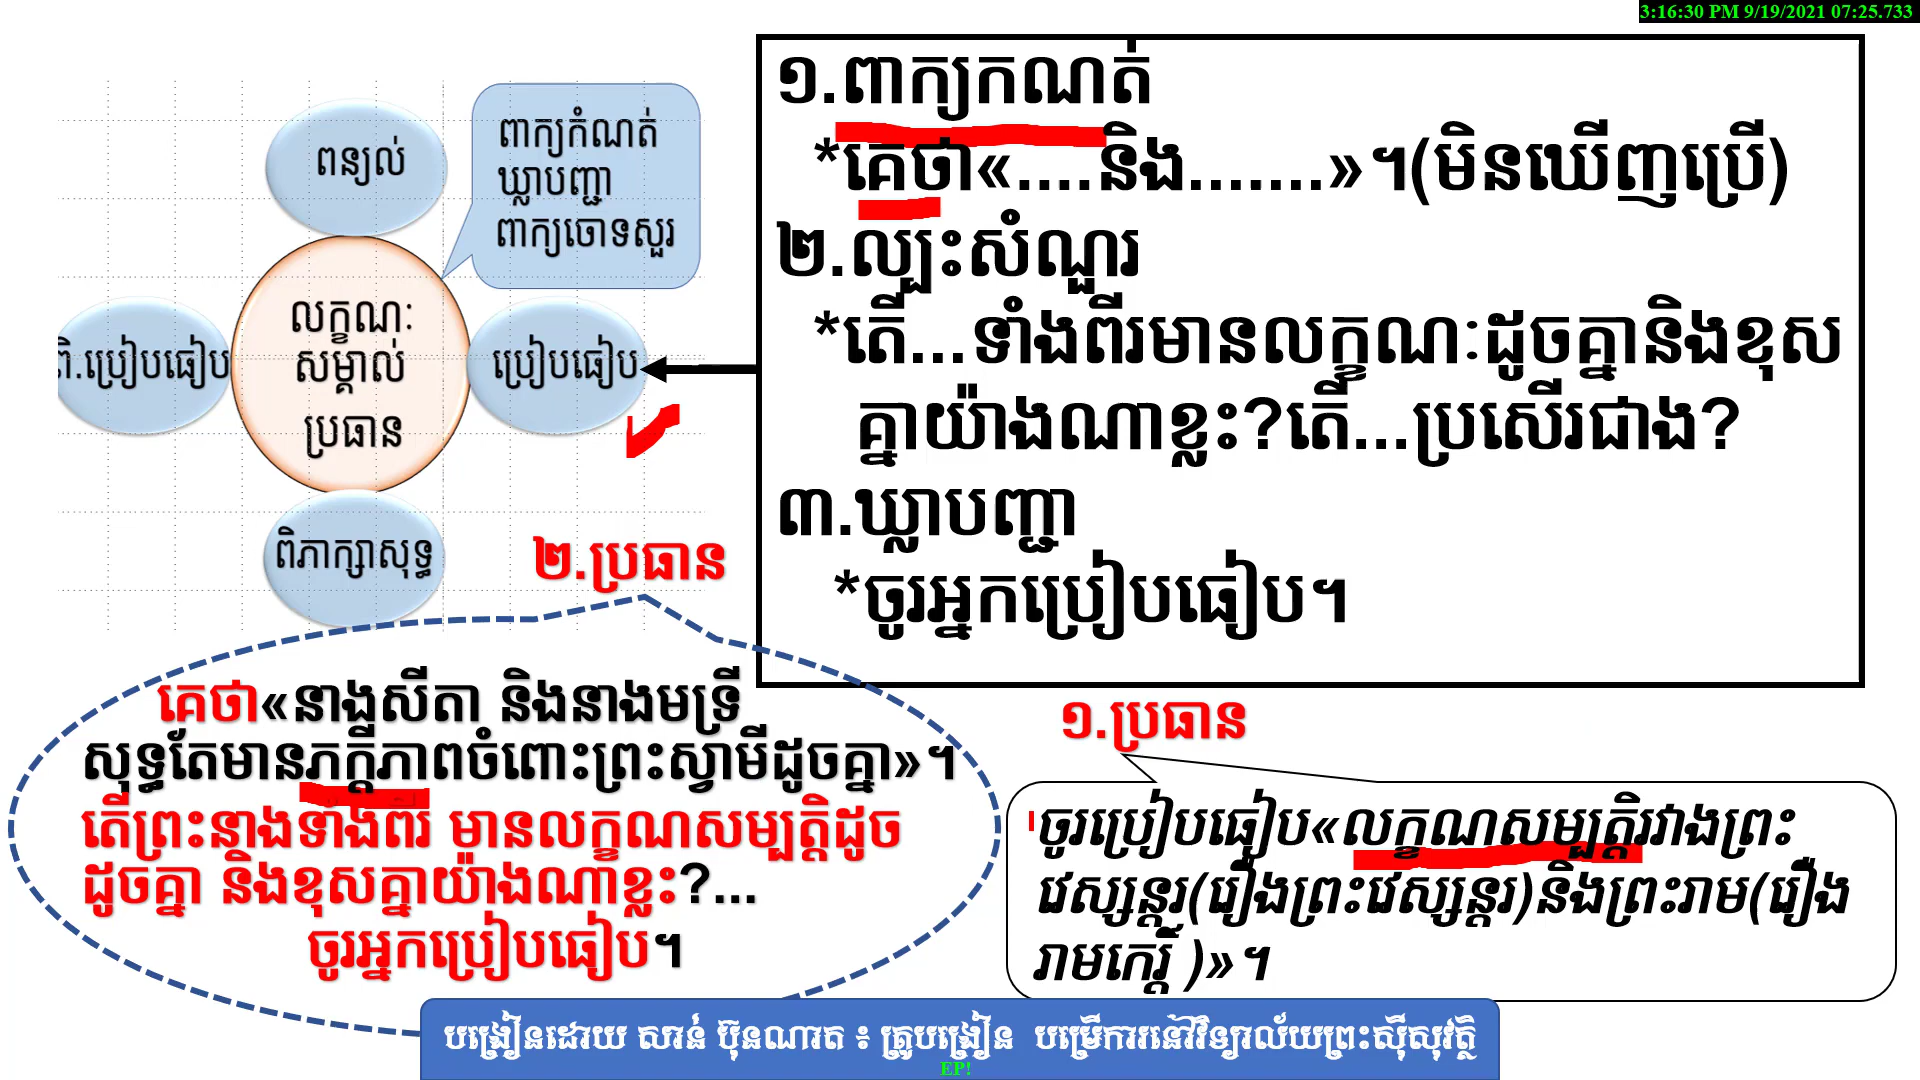 3:16:30 PM 9/19/2021 07:25.733
ពន្យល់
ពាក្យកំណត់
ឃ្លាបញ្ជា
ពាក្យចោទសួរ
លក្ខណៈ
សម្គាល់
ប្រធាន
ពិ.ប្រៀបធៀប
ប្រៀបធៀប
ពិភាក្សាសុទ្ធ
១.ពាក្យកណត់
*គេថា«....និង.......»។(មិនឃើញប្រើ)
២.ល្បះសំណួរ
*តើ...ទាំងពីរមានលក្ខណៈដូចគ្នានិងខុស
គ្នាយ៉ាងណាខ្លះ?តើ...ប្រសើរជាង?
៣.ឃ្លាបញ្ជា
*ចូរអ្នកប្រៀបធៀប។
២.ប្រធាន
គេថា«នាងសីតា និងនាងមទ្រី
សុទ្ធតែមានភក្ដីភាពចំពោះព្រះស្វាមីដូចគ្នា»។
តើព្រះនាងទាំងពីរ មានលក្ខណសម្បត្តិដូច
ដូចគ្នា និងខុសគ្នាយ៉ាងណាខ្លះ?...
ចូរអ្នកប្រៀបធៀប។
១.ប្រធាន
ចូរប្រៀបធៀប«លក្ខណសម្បត្តិរវាងព្រះ
វេស្សន្តរ(រឿងព្រះវេស្សន្តរ)និងព្រះរាម(រឿង
រាមកេរ្តិ៍ )»។
បង្រៀនដោយ សាន់ ប៊ុនណារត ៖ គ្រូបង្រៀន បម្រើការនៅវិទ្យាល័យព្រះស៊ីសុវត្ថិ
EP!